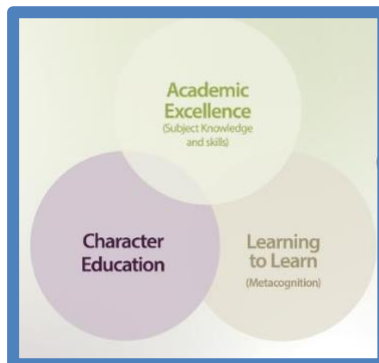 Academic
Excellence
(Subject Knowledge
and skills)
Character
Education
Learning
to Learn
(Metacognition)